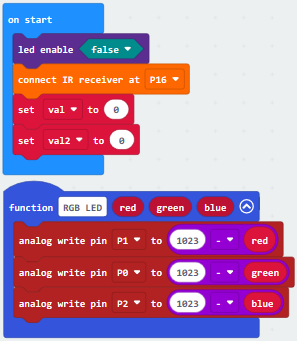 on start
led enable false
connect IR receiver at P16
set val to 0
set val2 to 0
function RGB LED red green blue
analog write pin P1 to 1023 - red
analog write pin P0 to 1023 - green
analog write pin P2 to 1023 - blue